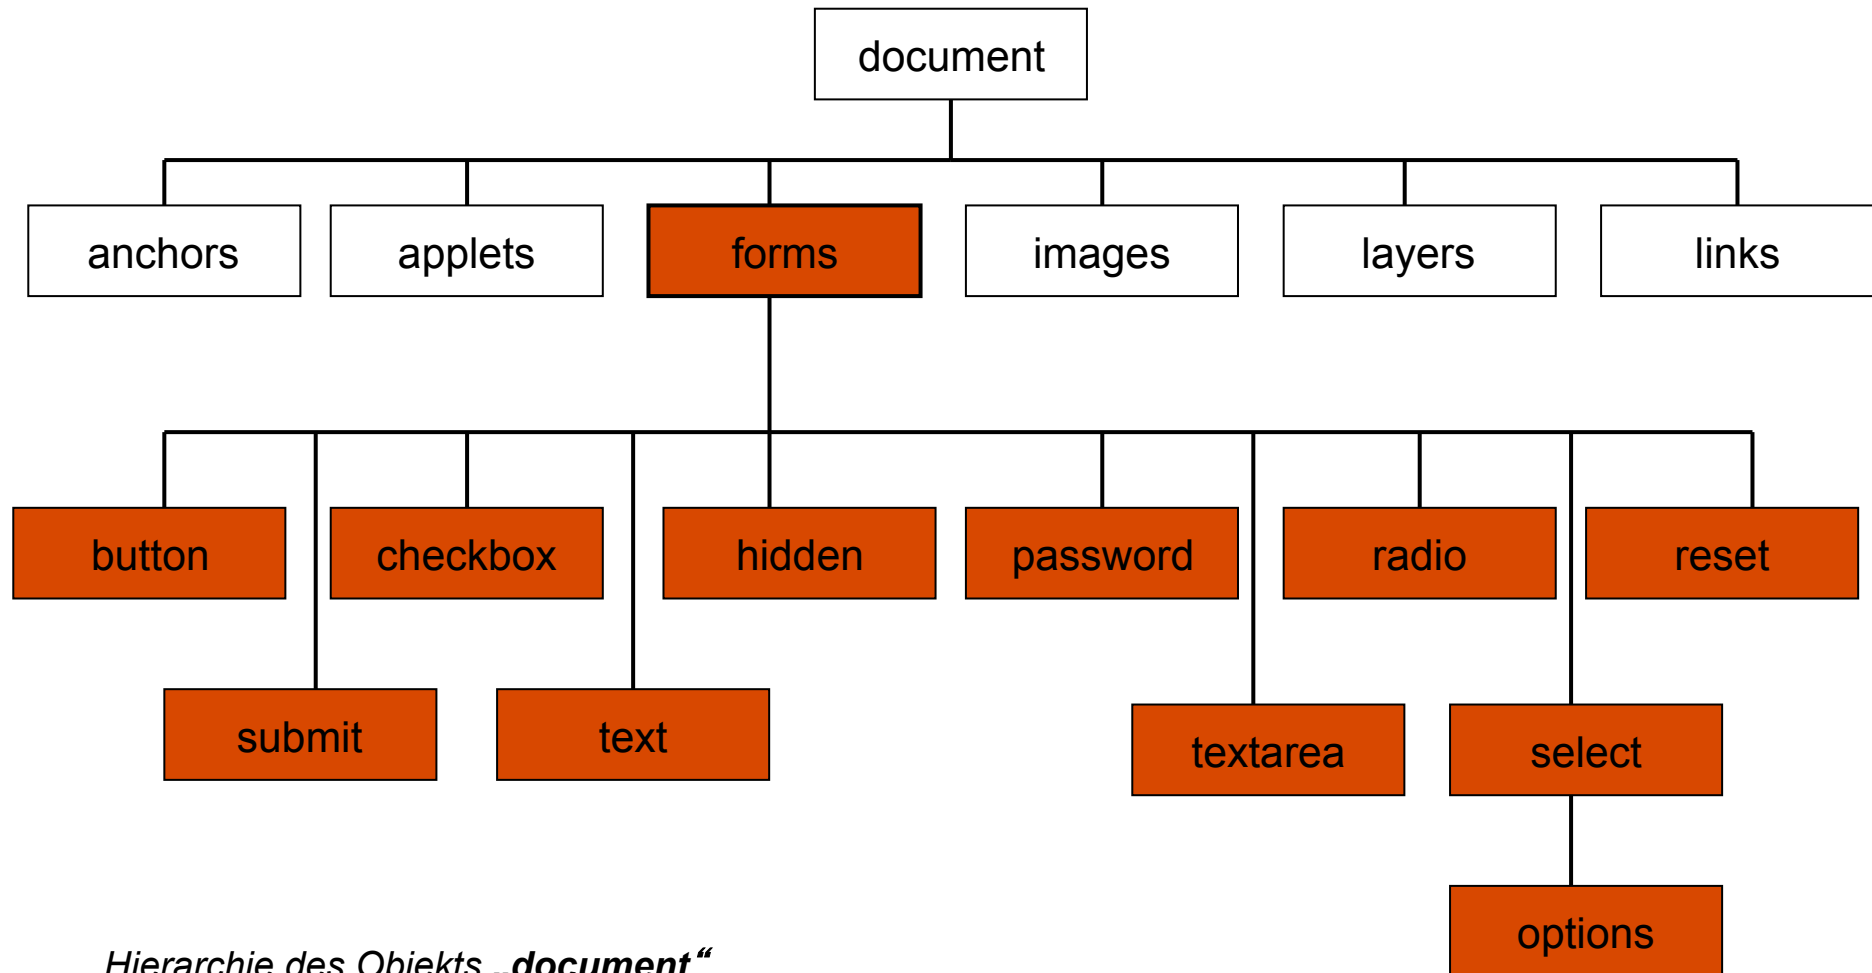 document
anchors
applets
forms
images
layers
links
button
checkbox
hidden
password
radio
reset
submit
text
textarea
select
options
Hierarchie des Objekts „document“